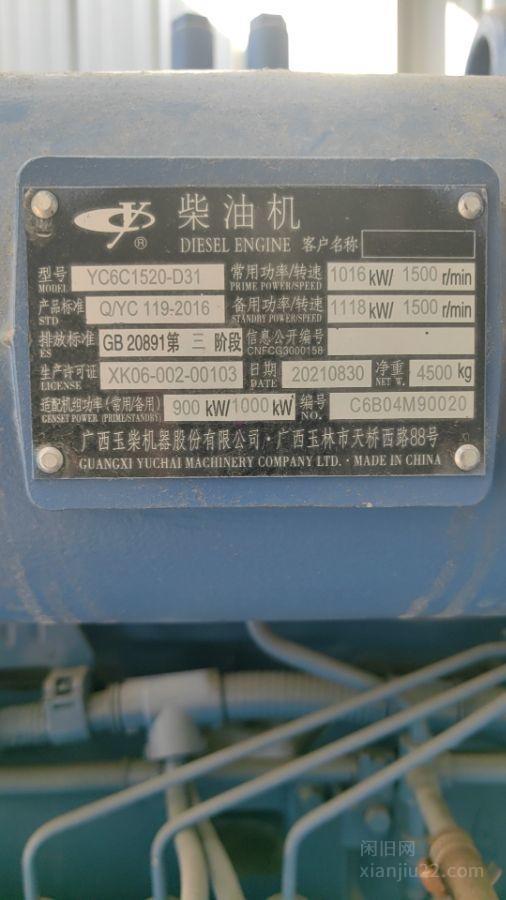 柴油机
DIESEL ENGINE 客户名称
型号 YC6C1520-D31 常用功率/转速 1016 kW/ 1500 r/min
MODEL PRIME POWER/SPEED
产品标准 Q/YC 119-2016 备用功率/转速 1118 kW/ 1500 r/min
STD STANDBY POWER/SPEED
排放标准 GB 20891第 三 阶段 信息公开编号
ES CNFCG3000158
生产许可证 XK06-002-00103 日期 20210830 净重 4500 kg
LICENSE DATE NET W.
适配机组功率(常用/备用) 900 kW/1000 kW 编号 C6B04M90020
GENSET POWER (PRIME/STANDBY) NO.
广西玉柴机器股份有限公司·广西玉林市天桥西路88号
GUANGXI YUCHAI MACHINERY COMPANY LTD. · MADE IN CHINA
闲旧网
xianjiu22.com